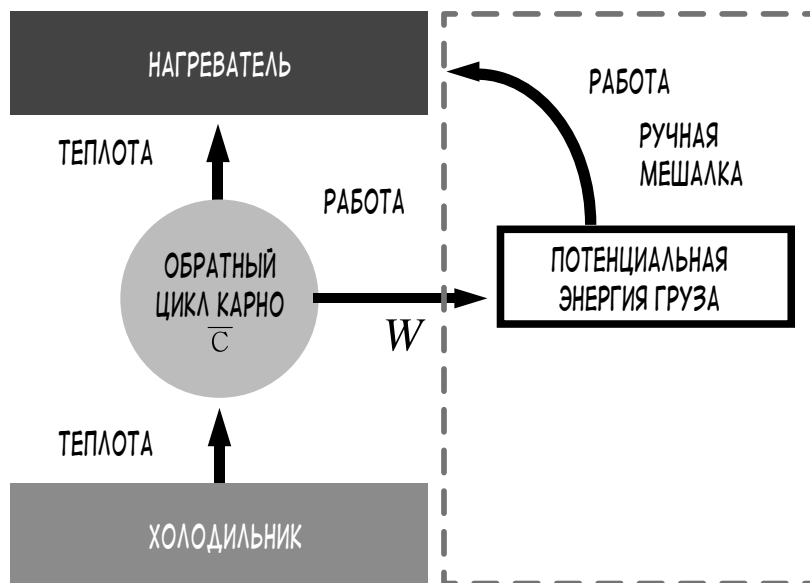 НАГРЕВАТЕЛЬ
ТЕПЛОТА
РАБОТА
РАБОТА
РУЧНАЯ
МЕШАЛКА
ОБРАТНЫЙ
ЦИКЛ КАРНО
C̅
W
ПОТЕНЦИАЛЬНАЯ
ЭНЕРГИЯ ГРУЗА
ТЕПЛОТА
ХОЛОДИЛЬНИК